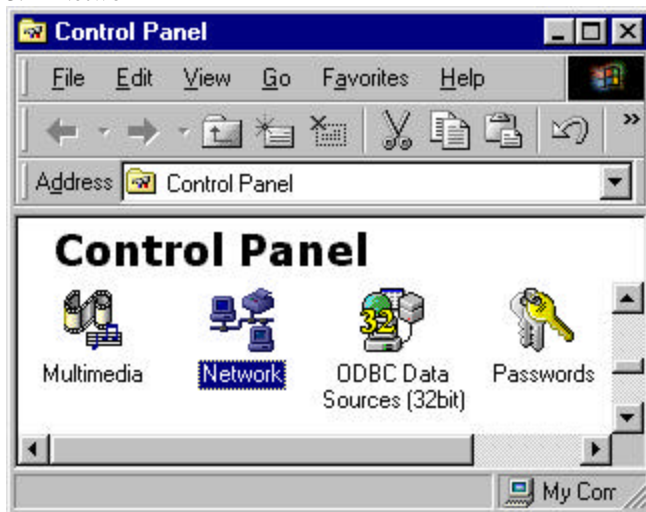 Control Panel
File Edit View Go Favorites Help
»
Address Control Panel
Control Panel
32
Multimedia Network ODBC Data Sources (32bit) Passwords
My Com